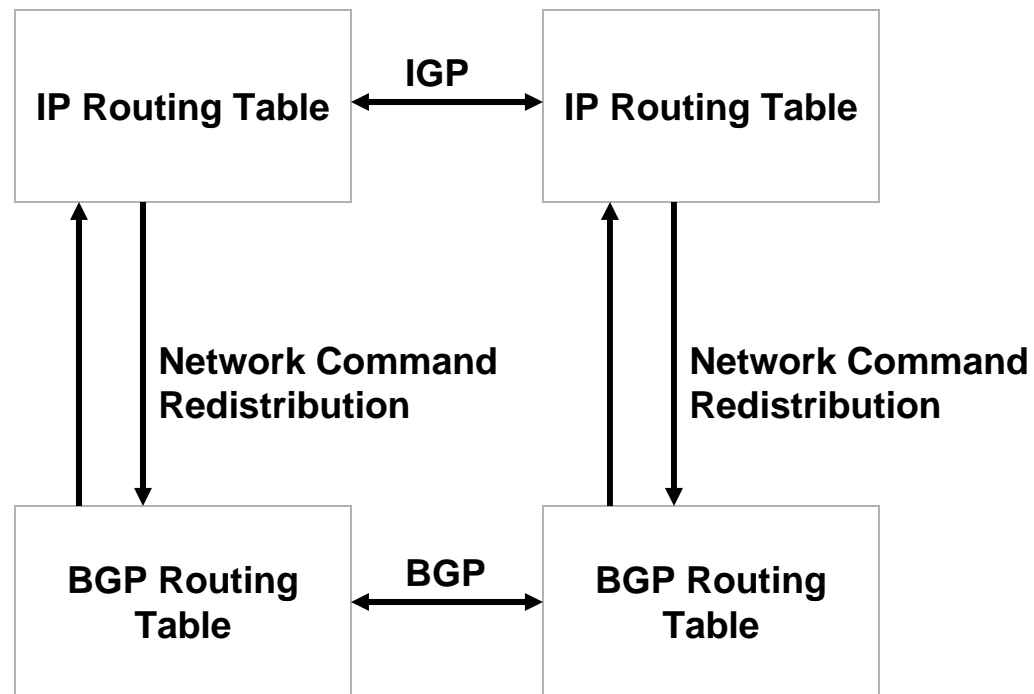 IGP
IP Routing Table
IP Routing Table
Network Command
Redistribution
Network Command
Redistribution
BGP Routing
Table
BGP
BGP Routing
Table